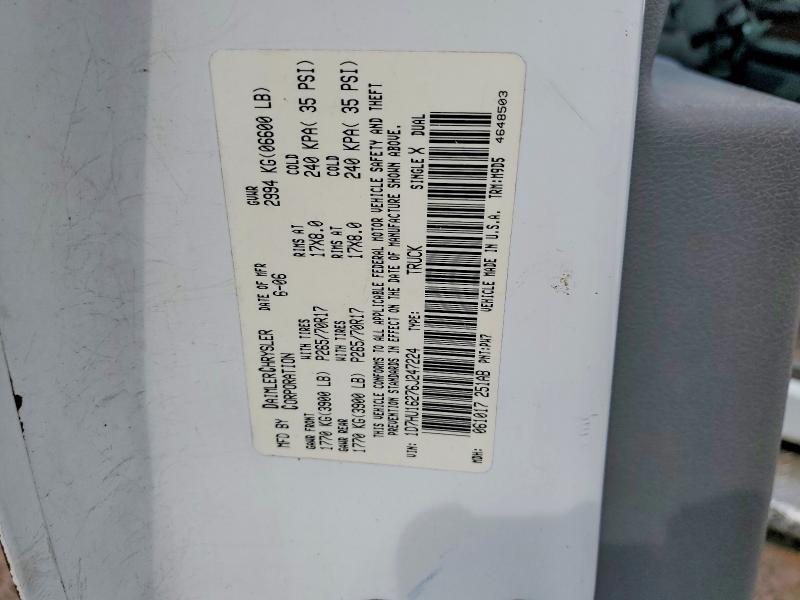 MFD BY DAIMLERCHRYSLER CORPORATION DATE OF MFR 6-06 GVWR 2994 KG(06600 LB)
GAWR FRONT WITH TIRES RIMS AT COLD
1770 KG(3900 LB) P265/70R17 17X8.0 240 KPA( 35 PSI)
GAWR REAR WITH TIRES RIMS AT COLD
1770 KG(3900 LB) P265/70R17 17X8.0 240 KPA( 35 PSI)
THIS VEHICLE CONFORMS TO ALL APPLICABLE FEDERAL MOTOR VEHICLE SAFETY AND THEFT
PREVENTION STANDARDS IN EFFECT ON THE DATE OF MANUFACTURE SHOWN ABOVE.
VIN: 1D7HU16276J247224 TYPE: TRUCK SINGLE X DUAL
MDH: 061017 251AB PNT:PW7 VEHICLE MADE IN U.S.A. TRM:M9D5 4648503